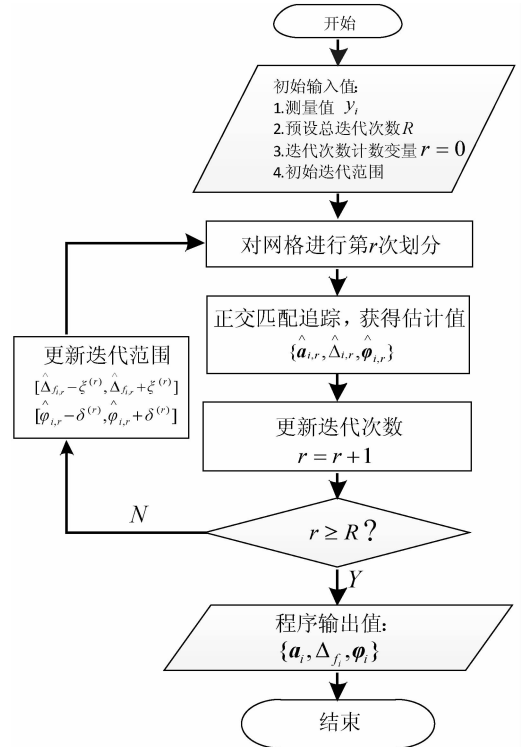 开始
初始输入值:
1.测量值 y_i
2.预设总迭代次数R
3.迭代次数计数变量 r = 0
4.初始迭代范围
对网格进行第r次划分
正交匹配追踪，获得估计值
{â_{i,r}, Δ̂_{i,r}, φ̂_{i,r}}
更新迭代范围
[Δ̂_{f_{i,r}} − ξ^{(r)}, Δ̂_{f_{i,r}} + ξ^{(r)}]
[φ̂_{i,r} − δ^{(r)}, φ̂_{i,r} + δ^{(r)}]
更新迭代次数
r = r + 1
N
r ≥ R？
Y
程序输出值：
{a_i, Δ_{f_i}, φ_i}
结束